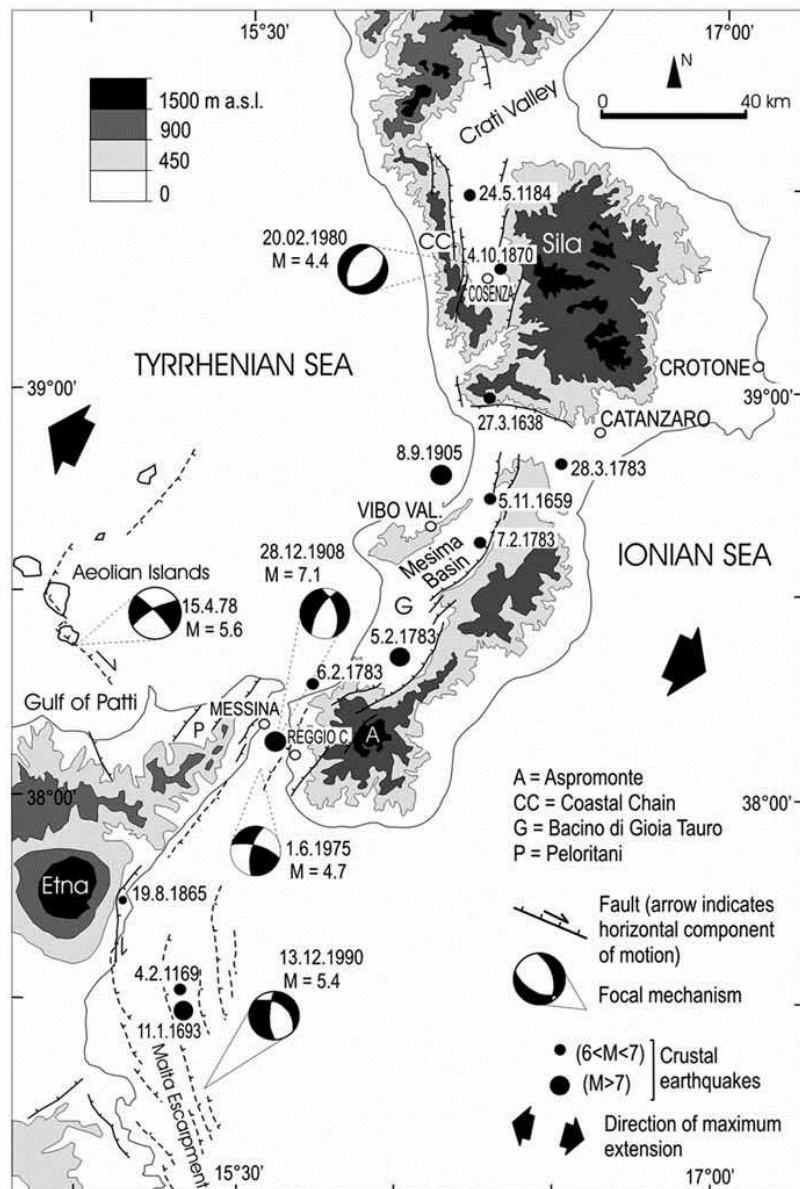 15°30'
17°00'
1500 m a.s.l.
900
450
0
N
0
40 km
Crati Valley
24.5.1184
20.02.1980
M = 4.4
CC
Sila
4.10.1870
COSENZA
TYRRHENIAN SEA
CROTONE
39°00'
39°00'
27.3.1638
CATANZARO
8.9.1905
28.3.1783
5.11.1659
VIBO VAL.
7.2.1783
28.12.1908
M = 7.1
Mesima
Basin
IONIAN SEA
Aeolian Islands
15.4.78
M = 5.6
G
5.2.1783
6.2.1783
Gulf of Patti
MESSINA
P
REGGIO C.
A
A = Aspromonte
CC = Coastal Chain
G = Bacino di Gioia Tauro
P = Peloritani
38°00'
38°00'
1.6.1975
M = 4.7
Etna
19.8.1865
Fault (arrow indicates
horizontal component
of motion)
13.12.1990
M = 5.4
4.2.1169
Focal mechanism
11.1.1693
(6<M<7)
(M>7)
Crustal
earthquakes
Malta Escarpment
Direction of maximum
extension
15°30'
17°00'